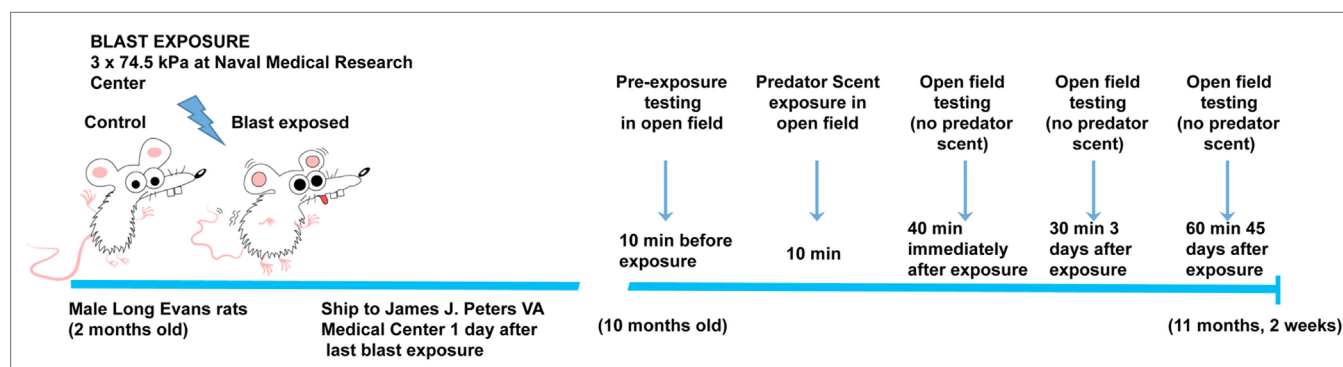 BLAST EXPOSURE
3 x 74.5 kPa at Naval Medical Research
Center
Control
Blast exposed
Male Long Evans rats
(2 months old)
Ship to James J. Peters VA
Medical Center 1 day after
last blast exposure
Pre-exposure
testing
in open field
10 min before
exposure
(10 months old)
Predator Scent
exposure in
open field
10 min
Open field
testing
(no predator
scent)
40 min
immediately
after exposure
Open field
testing
(no predator
scent)
30 min 3
days after
exposure
Open field
testing
(no predator
scent)
60 min 45
days after
exposure
(11 months, 2 weeks)